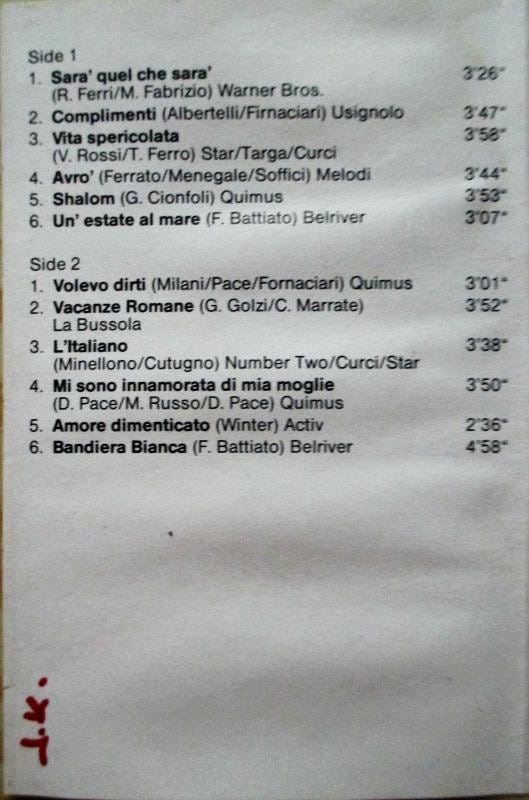 Side 1
1. Sara' quel che sara' 3"26"
(R. Ferri/M. Fabrizio) Warner Bros.
2. Complimenti (Albertelli/Firnaciari) Usignolo 3"47"
3. Vita spericolata 3"58"
(V. Rossi/T. Ferro) Star/Targa/Curci
4. Avro' (Ferrato/Menegale/Soffici) Melodi 3"44"
5. Shalom (G. Cionfoli) Quimus 3"53"
6. Un' estate al mare (F. Battiato) Belriver 3"07"
Side 2
1. Volevo dirti (Milani/Pace/Fornaciari) Quimus 3"01"
2. Vacanze Romane (G. Golzi/C. Marrate) 3"52"
La Bussola
3. L'Italiano 3"38"
(Minellono/Cutugno) Number Two/Curci/Star
4. Mi sono innamorata di mia moglie 3"50"
(D. Pace/M. Russo/D. Pace) Quimus
5. Amore dimenticato (Winter) Activ 2"36"
6. Bandiera Bianca (F. Battiato) Belriver 4"58"